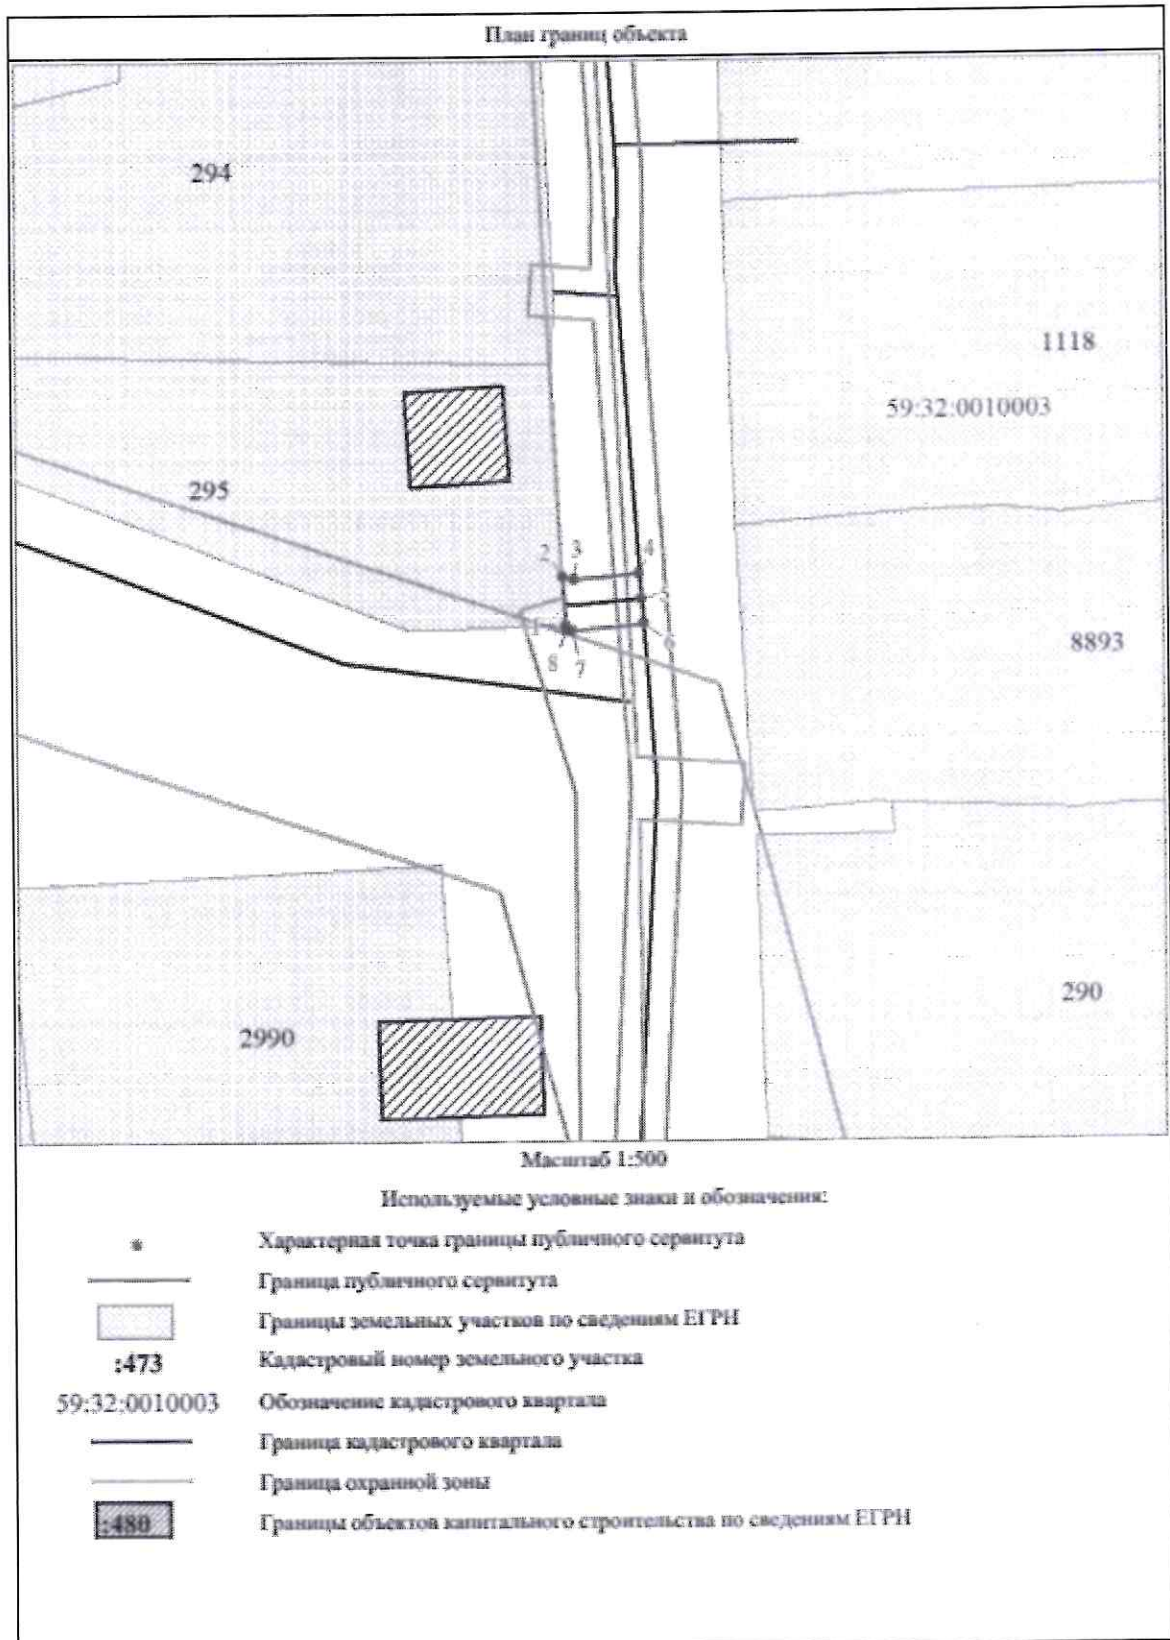 План границ объекта
294
1118
59:32:0010003
295
2 3 4
5
1
6
8 7
8893
290
2990
Масштаб 1:500
Используемые условные знаки и обозначения:
Характерная точка границы публичного сервитута
Граница публичного сервитута
Границы земельных участков по сведениям ЕГРН
:473 Кадастровый номер земельного участка
59:32:0010003 Обозначение кадастрового квартала
Граница кадастрового квартала
Граница охранной зоны
:480 Границы объектов капитального строительства по сведениям ЕГРН